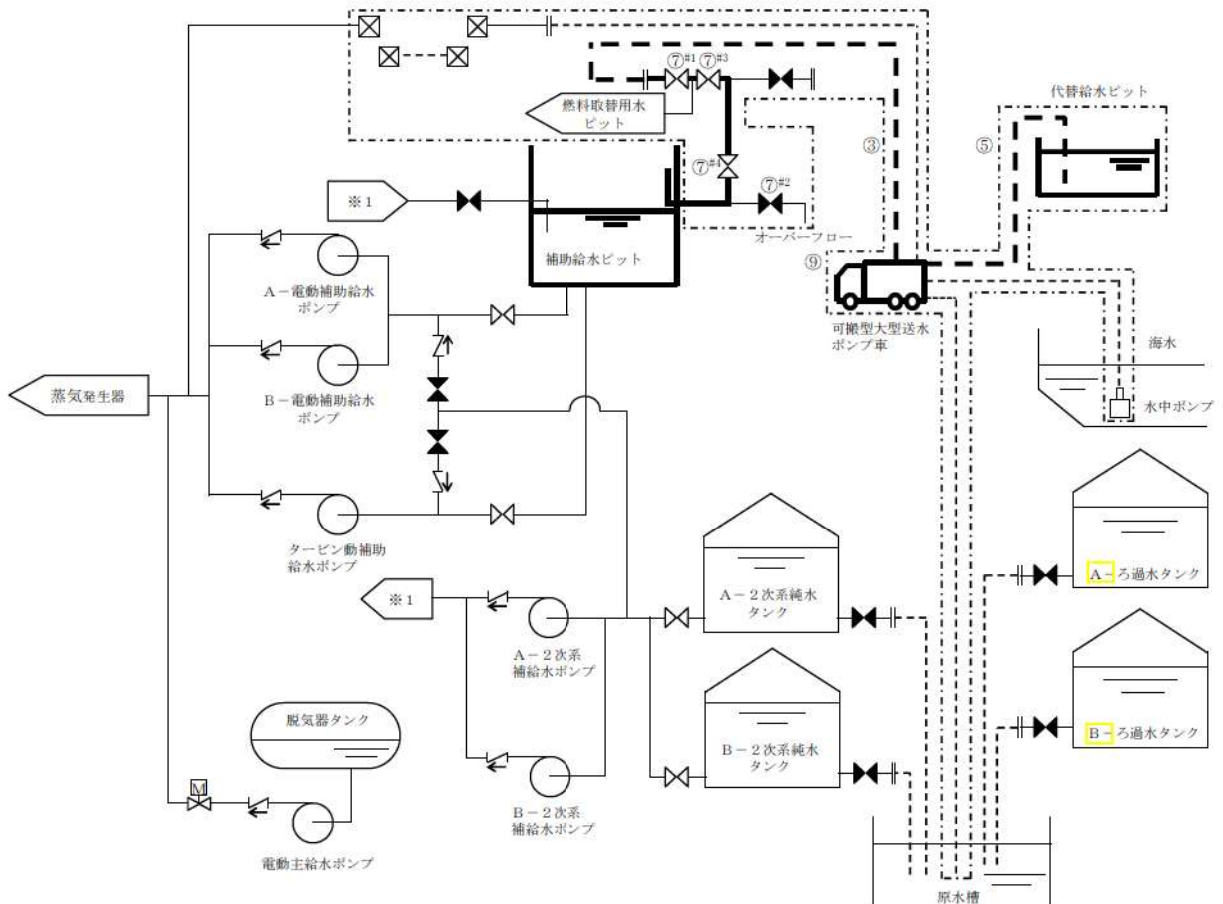 代替給水ピット
⑦#1
⑦#3
燃料取替用水
ピット
③
⑤
⑦#4
⑦#2
※1
オーバーフロー
補助給水ピット
⑨
A－電動補助給水
ポンプ
可搬型大型送水
ポンプ車
海水
蒸気発生器
B－電動補助給水
ポンプ
水中ポンプ
タービン動補助
給水ポンプ
A－ろ過水タンク
※1
A－2次系純水
タンク
A－2次系
補給水ポンプ
脱気器タンク
B－ろ過水タンク
B－2次系純水
タンク
M
B－2次系
補給水ポンプ
電動主給水ポンプ
原水槽